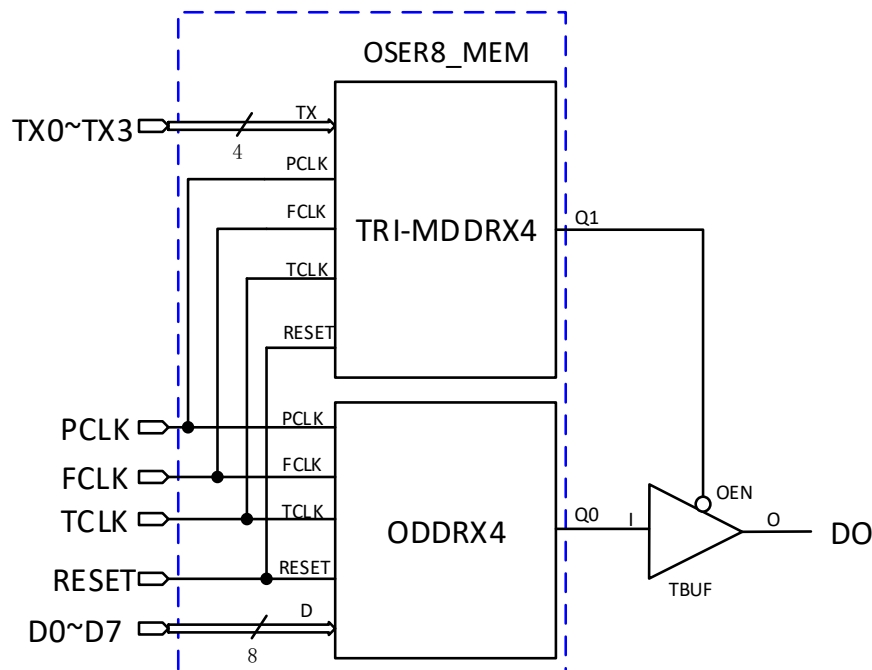 OSER8_MEM
TX0~TX3
4
TX
PCLK
FCLK
TCLK
RESET
TRI-MDDRX4
Q1
PCLK
FCLK
TCLK
RESET
D0~D7
8
PCLK
FCLK
TCLK
RESET
D
ODDRX4
Q0
I
OEN
O
DO
TBUF